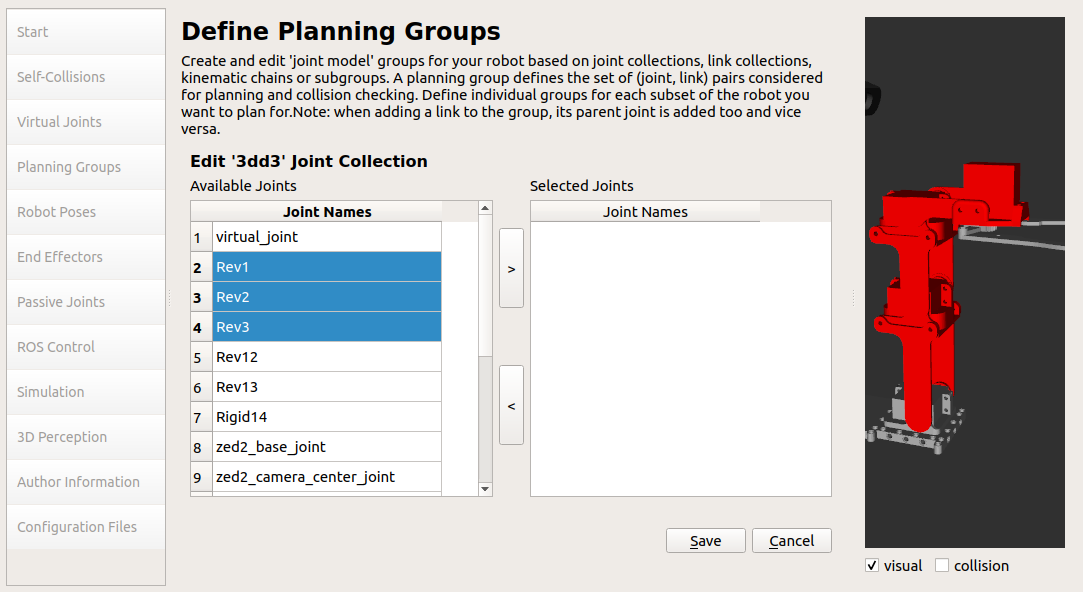 Start
Self-Collisions
Virtual Joints
Planning Groups
Robot Poses
End Effectors
Passive Joints
ROS Control
Simulation
3D Perception
Author Information
Configuration Files
Define Planning Groups
Create and edit 'joint model' groups for your robot based on joint collections, link collections,
kinematic chains or subgroups. A planning group defines the set of (joint, link) pairs considered
for planning and collision checking. Define individual groups for each subset of the robot you
want to plan for.Note: when adding a link to the group, its parent joint is added too and vice
versa.
Edit '3dd3' Joint Collection
Available Joints
Joint Names
1 virtual_joint
2 Rev1
3 Rev2
4 Rev3
5 Rev12
6 Rev13
7 Rigid14
8 zed2_base_joint
9 zed2_camera_center_joint
>
<
Selected Joints
Joint Names
Save
Cancel
visual
collision